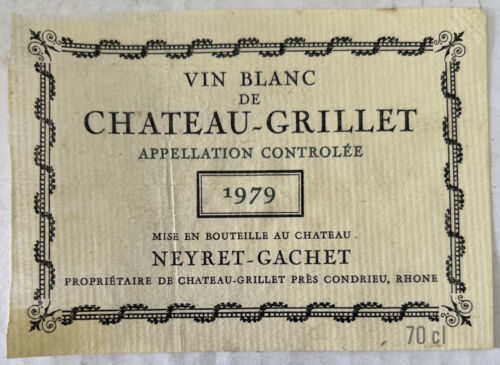 VIN BLANC
DE
CHATEAU-GRILLET
APPELLATION CONTROLÉE
1979
MISE EN BOUTEILLE AU CHATEAU.
NEYRET-GACHET
PROPRIÉTAIRE DE CHATEAU-GRILLET PRÈS CONDRIEU, RHONE
70 cl